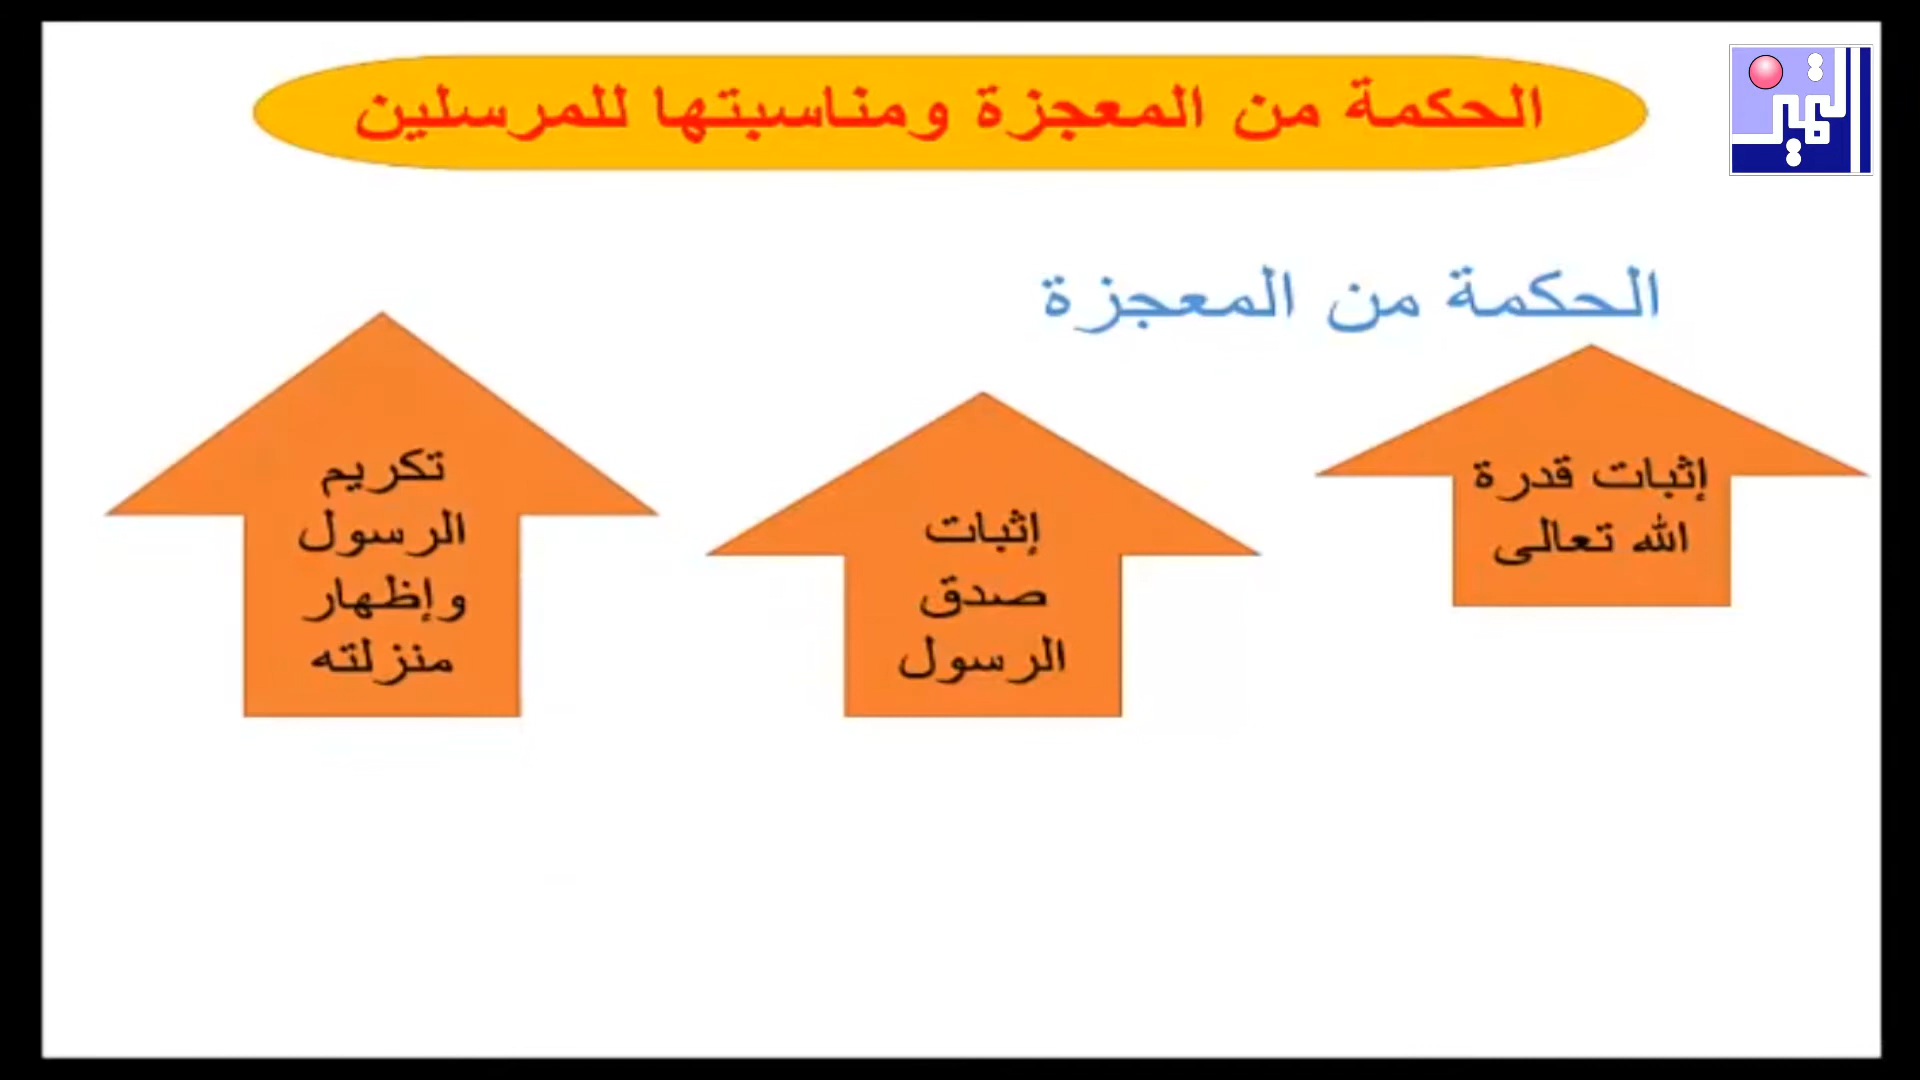 الحكمة من المعجزة ومناسبتها للمرسلين
الحكمة من المعجزة
إثبات قدرة
الله تعالى
إثبات
صدق
الرسول
تكريم
الرسول
وإظهار
منزلته